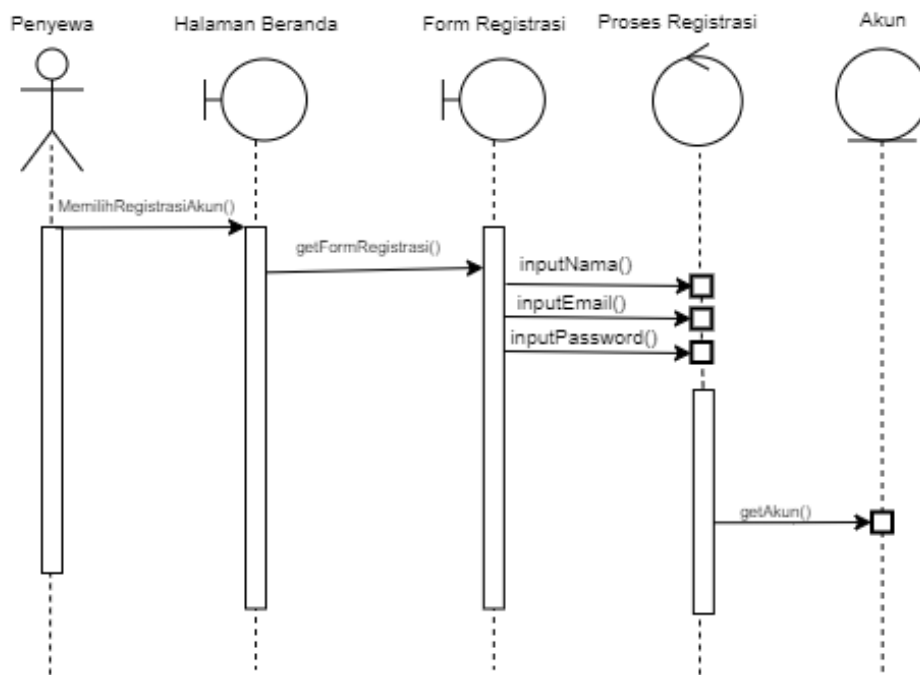 Penyewa
Halaman Beranda
Form Registrasi
Proses Registrasi
Akun
MemilihRegistrasiAkun()
getFormRegistrasi()
inputNama()
inputEmail()
inputPassword()
getAkun()